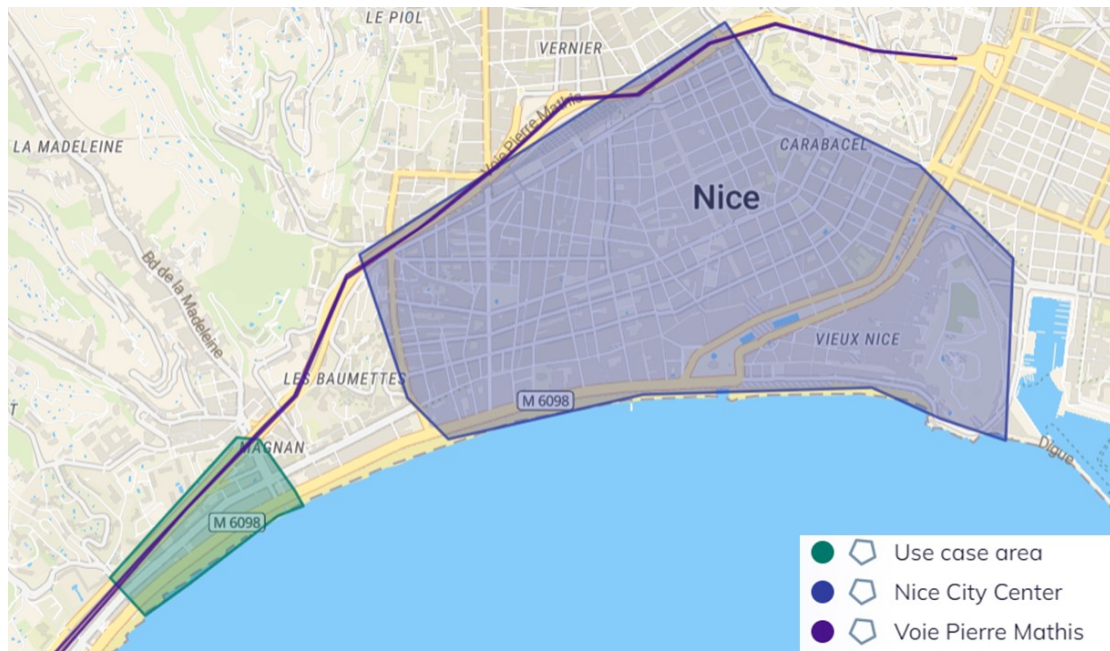 LE PIOL
VERNIER
Voie Pierre Mathis
LA MADELEINE
CARABACEL
Nice
Bd de la Madeleine
VIEUX NICE
LES BAUMETTES
M 6098
T
MAGNAN
Digue
M 6098
Use case area
Nice City Center
Voie Pierre Mathis